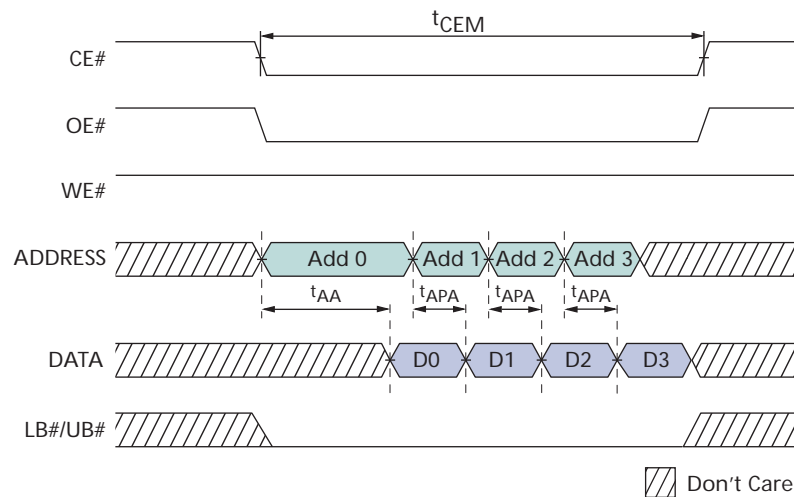 tCEM
CE#
OE#
WE#
ADDRESS Add 0 Add 1 Add 2 Add 3
tAA tAPA tAPA tAPA
DATA D0 D1 D2 D3
LB#/UB#
Don't Care